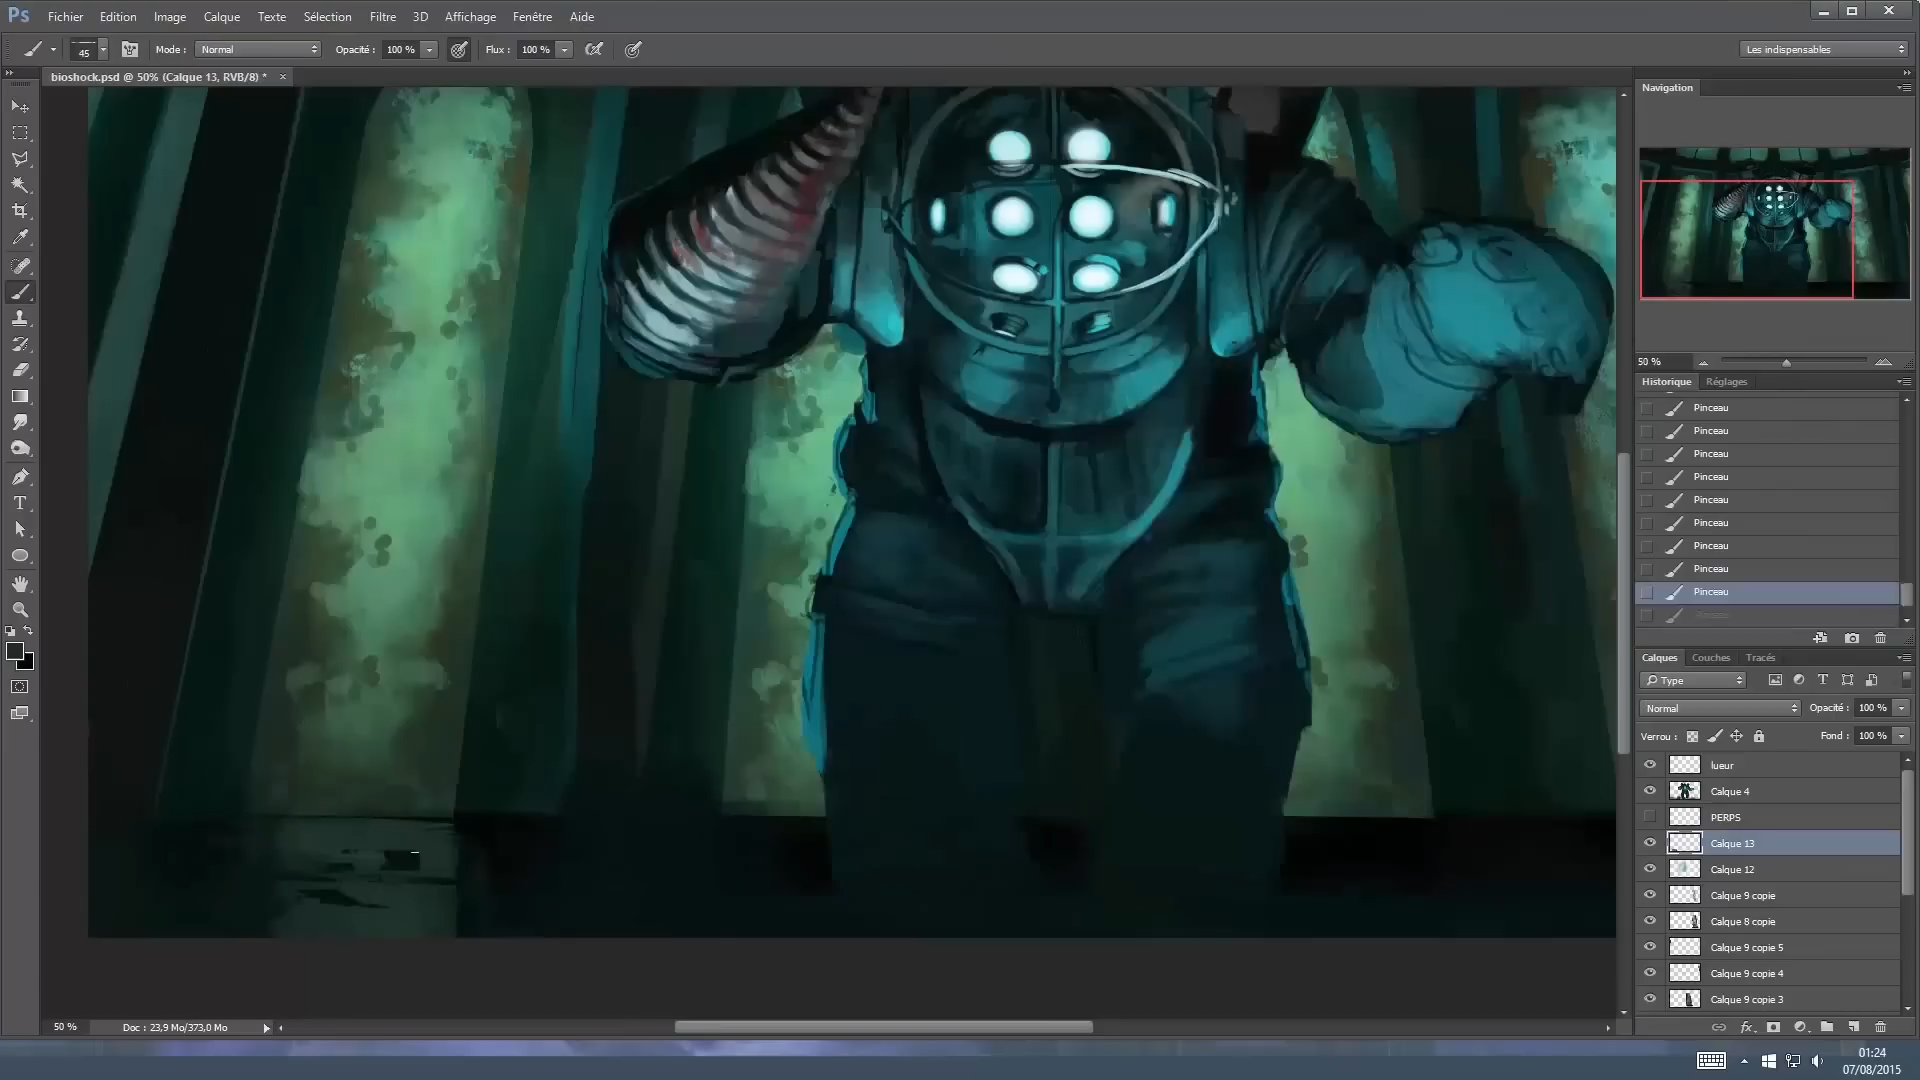 Ps Fichier Edition Image Calque Texte Sélection Filtre 3D Affichage Fenêtre Aide
45 Mode : Normal Opacité : 100 % Flux : 100 % Les indispensables
bioshock.psd @ 50% (Calque 13, RVB/8) *
Navigation
50 %
Historique Réglages
Pinceau
Pinceau
Pinceau
Pinceau
Pinceau
Pinceau
Pinceau
Pinceau
Pinceau
Calques Couches Tracés
Type
Normal Opacité : 100 %
Verrou : Fond : 100 %
lueur
Calque 4
PERPS
Calque 13
Calque 12
Calque 9 copie
Calque 8 copie
Calque 9 copie 5
Calque 9 copie 4
Calque 9 copie 3
50 % Doc : 23,9 Mo/373,0 Mo
fx
01:24
07/08/2015